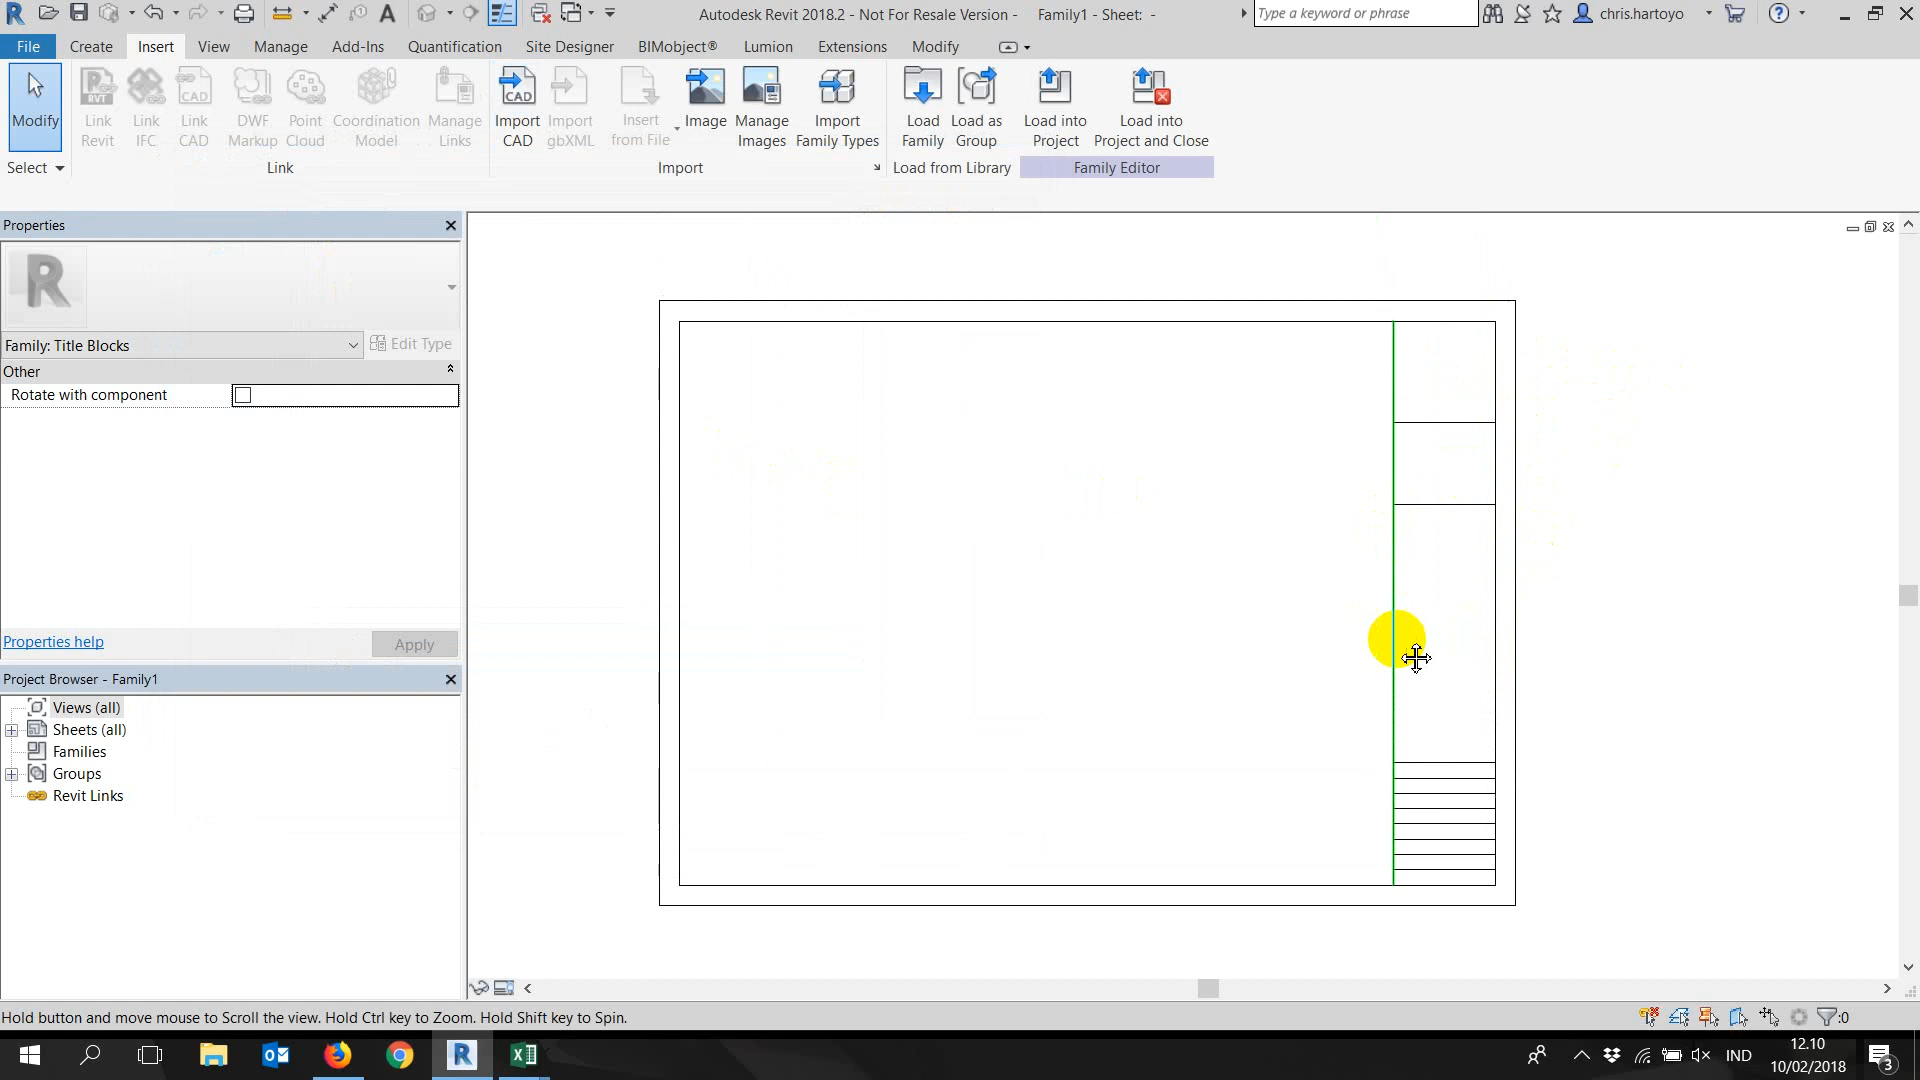 Autodesk Revit 2018.2 - Not For Resale Version - Family1 - Sheet: -
Type a keyword or phrase
chris.hartoyo
File Create Insert View Manage Add-Ins Quantification Site Designer BIMobject® Lumion Extensions Modify
Modify
Link Revit
Link IFC
Link CAD
DWF Markup
Point Cloud
Coordination Model
Manage Links
Import CAD
Import gbXML
Insert from File
Image
Manage Images
Import Family Types
Load Family
Load as Group
Load into Project
Load into Project and Close
Select
Link
Import
Load from Library
Family Editor
Properties
Family: Title Blocks
Edit Type
Other
Rotate with component
Properties help
Apply
Project Browser - Family1
Views (all)
Sheets (all)
Families
Groups
Revit Links
Hold button and move mouse to Scroll the view. Hold Ctrl key to Zoom. Hold Shift key to Spin.
:0
IND
12.10
10/02/2018
3